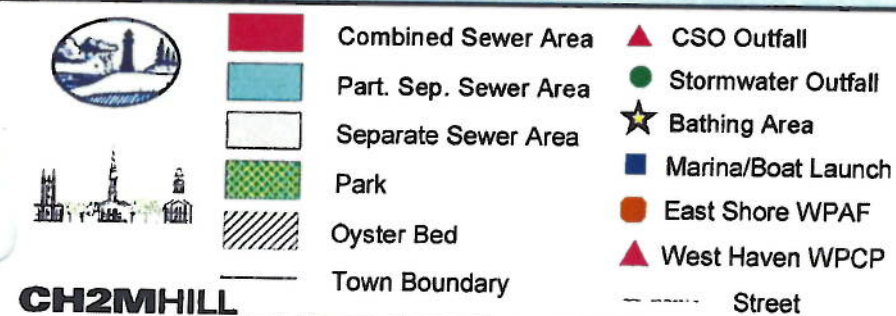 Combined Sewer Area
Part. Sep. Sewer Area
Separate Sewer Area
Park
Oyster Bed
Town Boundary
CSO Outfall
Stormwater Outfall
Bathing Area
Marina/Boat Launch
East Shore WPAF
West Haven WPCP
Street
CH2MHILL